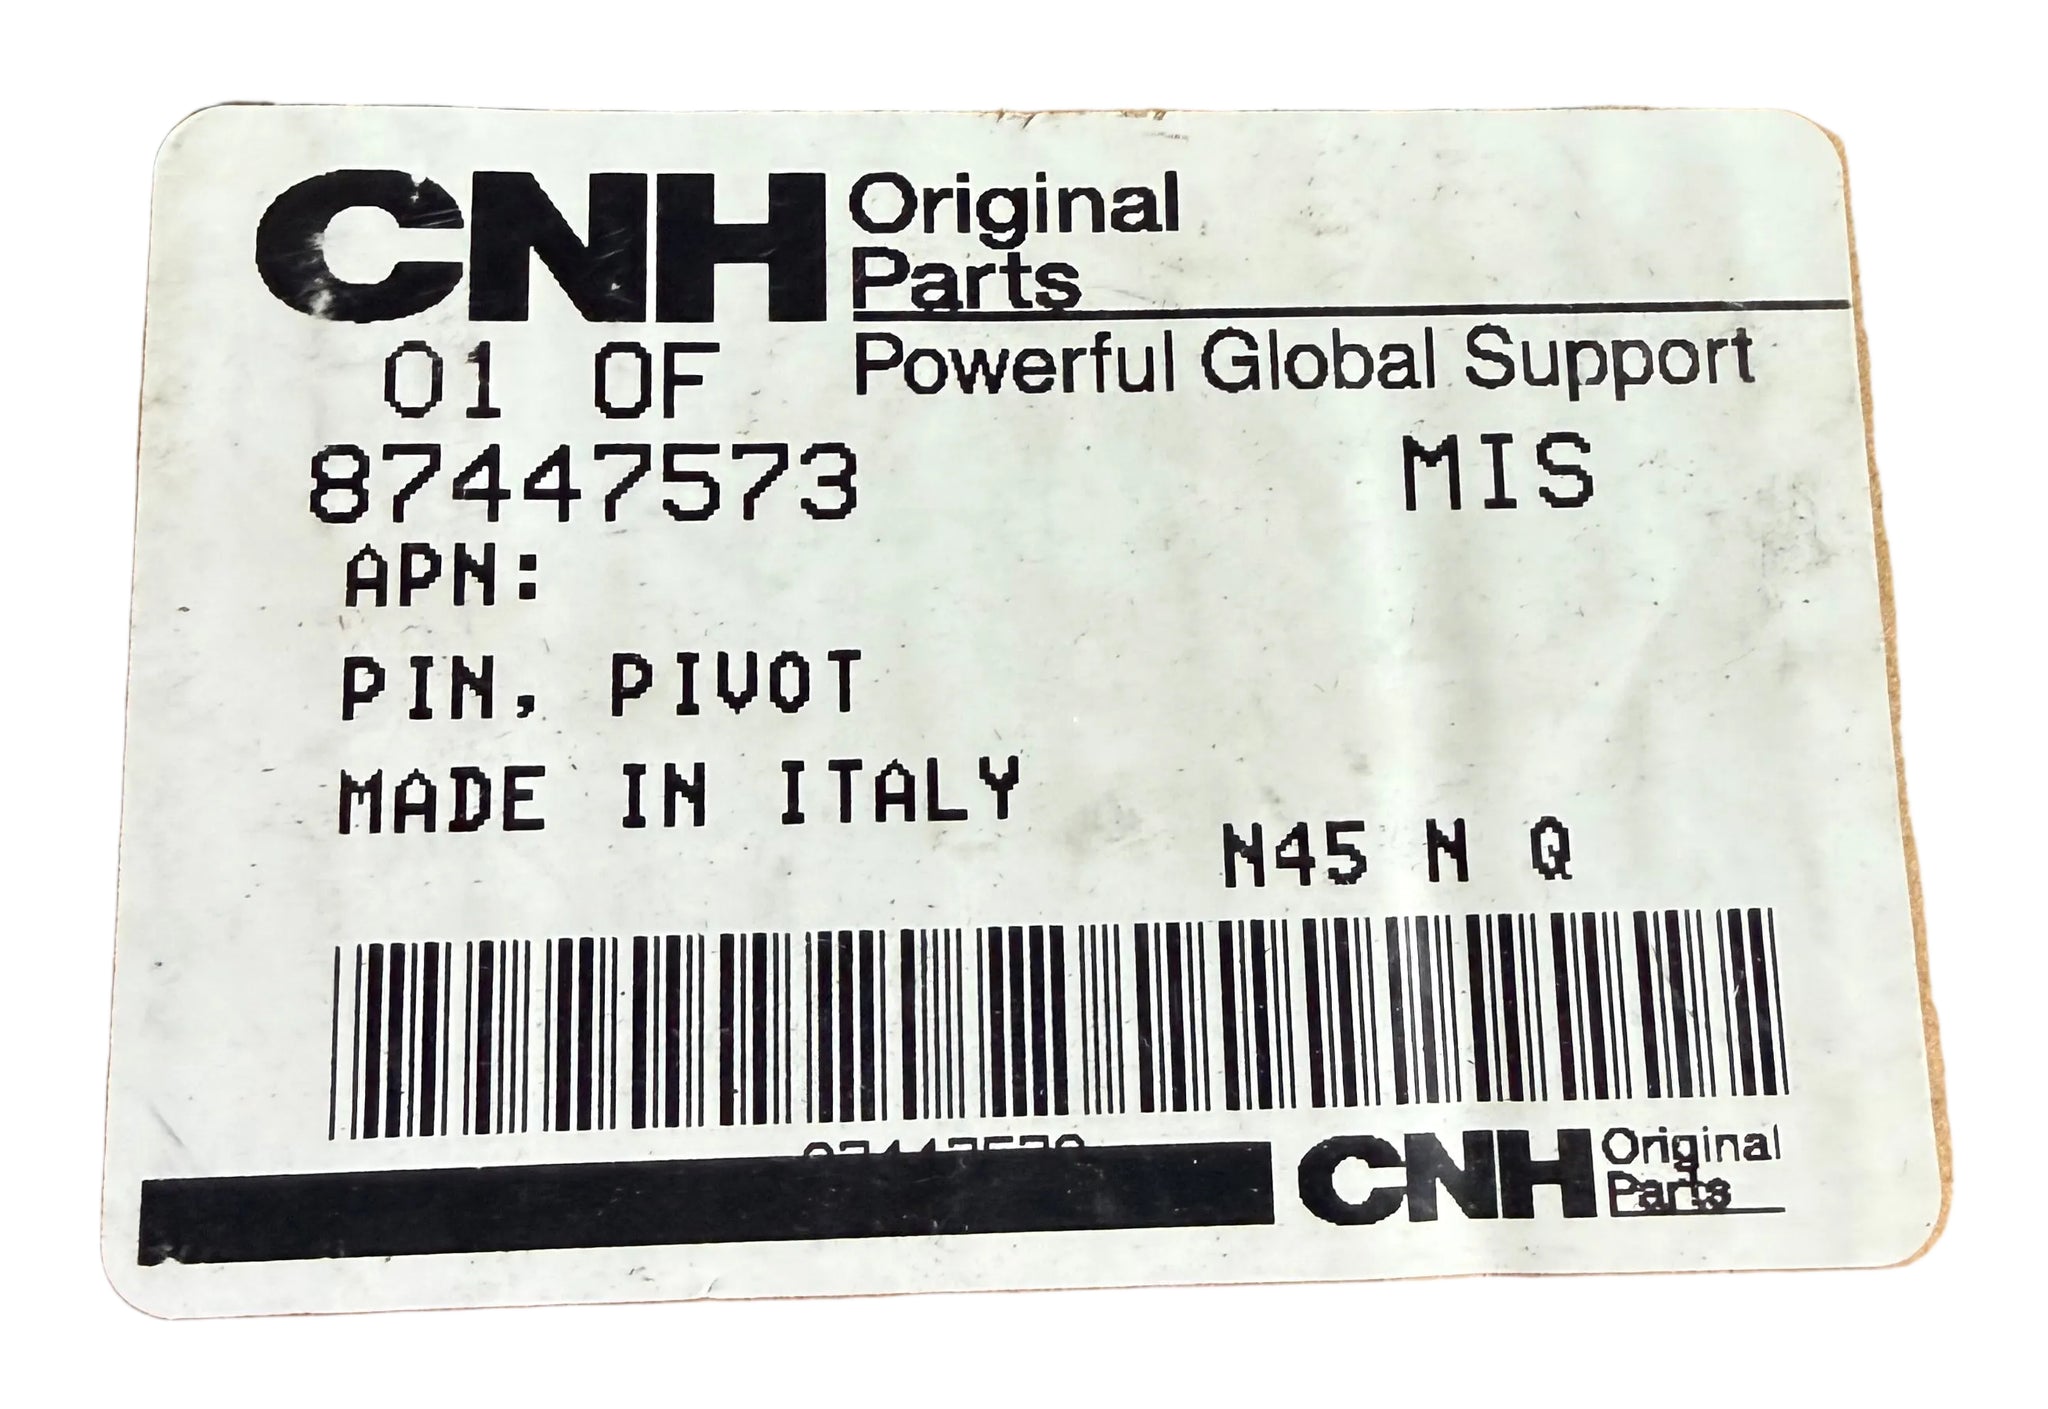 CNH Original
Parts
Powerful Global Support
01 OF
87447573 MIS
APN:
PIN, PIVOT
MADE IN ITALY
N45 N Q
CNH Original
Parts